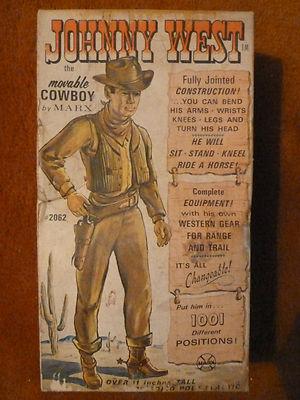 JOHNNY WEST TM
the
movable
COWBOY
by MARX
Fully Jointed
CONSTRUCTION!
...YOU CAN BEND
HIS ARMS · WRISTS
KNEES · LEGS AND
TURN HIS HEAD
HE WILL
SIT · STAND · KNEEL
RIDE A HORSE!
#2062
Complete
EQUIPMENT!
with his own
WESTERN GEAR
FOR RANGE
AND TRAIL
IT'S ALL
Changeable!
Put him in...
1001
Different
POSITIONS!
MARX
OVER 11 inches TALL